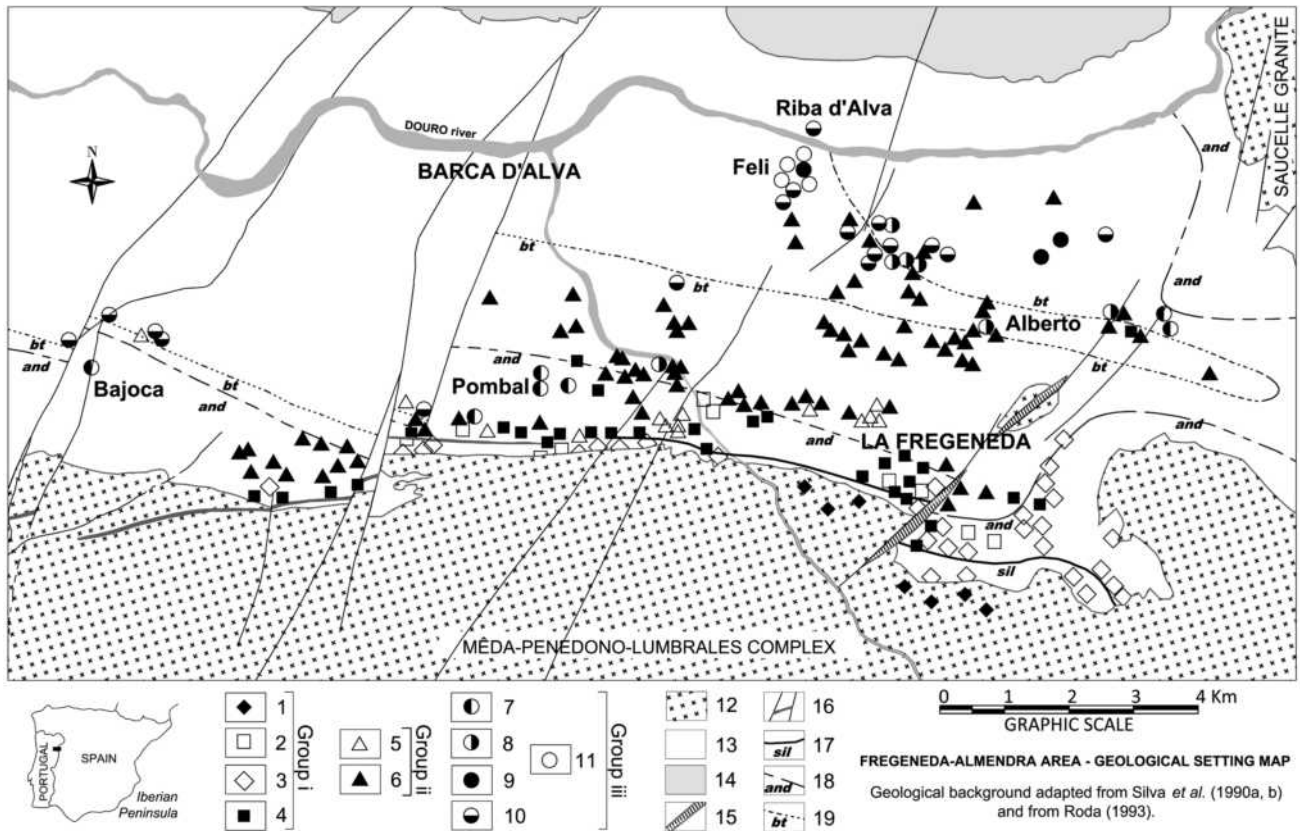 SAUCELLE GRANITE
and
Riba d'Alva
DOURO river
N
BARCA D'ALVA
Feli
bt
bt
and
bt
Alberto
bt
and
bt
and
Bajoca
bt
and
and
Pombal
and
LA FREGENEDA
and
sil
MÊDA-PENEDONO-LUMBRALES COMPLEX
PORTUGAL
SPAIN
Iberian
Peninsula
1
2
3
4
Group i
5
6
Group ii
7
8
9
10
11
Group iii
12
13
14
15
16
sil 17
and 18
bt 19
0 1 2 3 4 Km
GRAPHIC SCALE
FREGENEDA-ALMENDRA AREA - GEOLOGICAL SETTING MAP
Geological background adapted from Silva et al. (1990a, b)
and from Roda (1993).